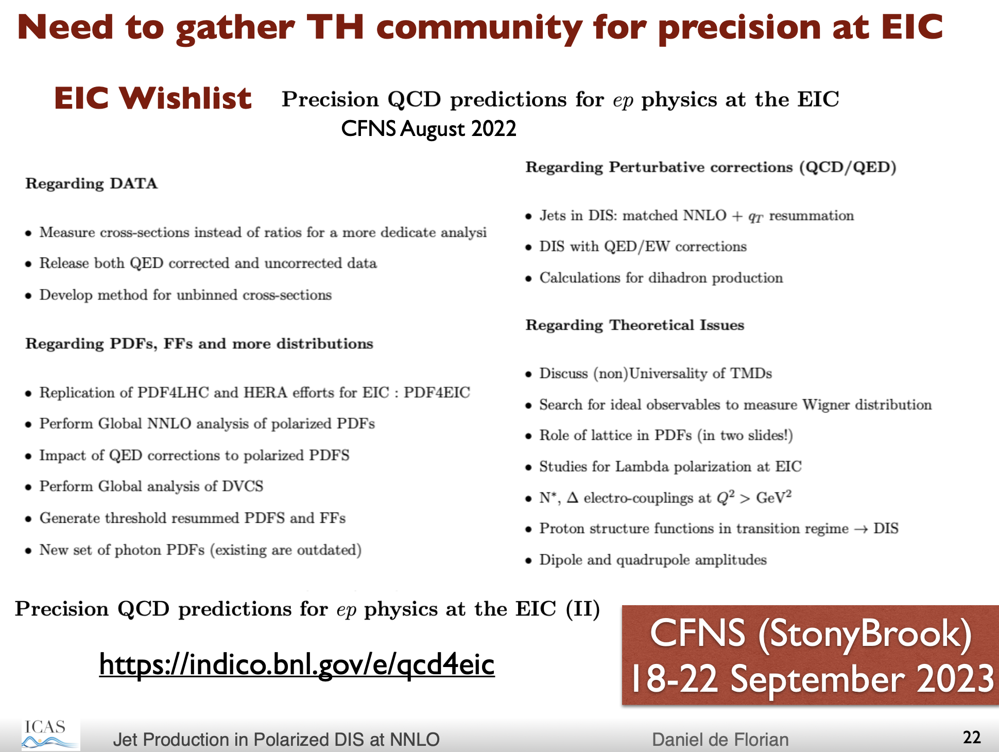 Need to gather TH community for precision at EIC
EIC Wishlist
Precision QCD predictions for ep physics at the EIC
CFNS August 2022
Regarding DATA
• Measure cross-sections instead of ratios for a more dedicate analysi
• Release both QED corrected and uncorrected data
• Develop method for unbinned cross-sections
Regarding PDFs, FFs and more distributions
• Replication of PDF4LHC and HERA efforts for EIC : PDF4EIC
• Perform Global NNLO analysis of polarized PDFs
• Impact of QED corrections to polarized PDFS
• Perform Global analysis of DVCS
• Generate threshold resummed PDFS and FFs
• New set of photon PDFs (existing are outdated)
Regarding Perturbative corrections (QCD/QED)
• Jets in DIS: matched NNLO + q_T resummation
• DIS with QED/EW corrections
• Calculations for dihadron production
Regarding Theoretical Issues
• Discuss (non)Universality of TMDs
• Search for ideal observables to measure Wigner distribution
• Role of lattice in PDFs (in two slides!)
• Studies for Lambda polarization at EIC
• N*, Δ electro-couplings at Q² > GeV²
• Proton structure functions in transition regime → DIS
• Dipole and quadrupole amplitudes
Precision QCD predictions for ep physics at the EIC (II)
https://indico.bnl.gov/e/qcd4eic
CFNS (StonyBrook)
18-22 September 2023
ICAS
Jet Production in Polarized DIS at NNLO
Daniel de Florian
22